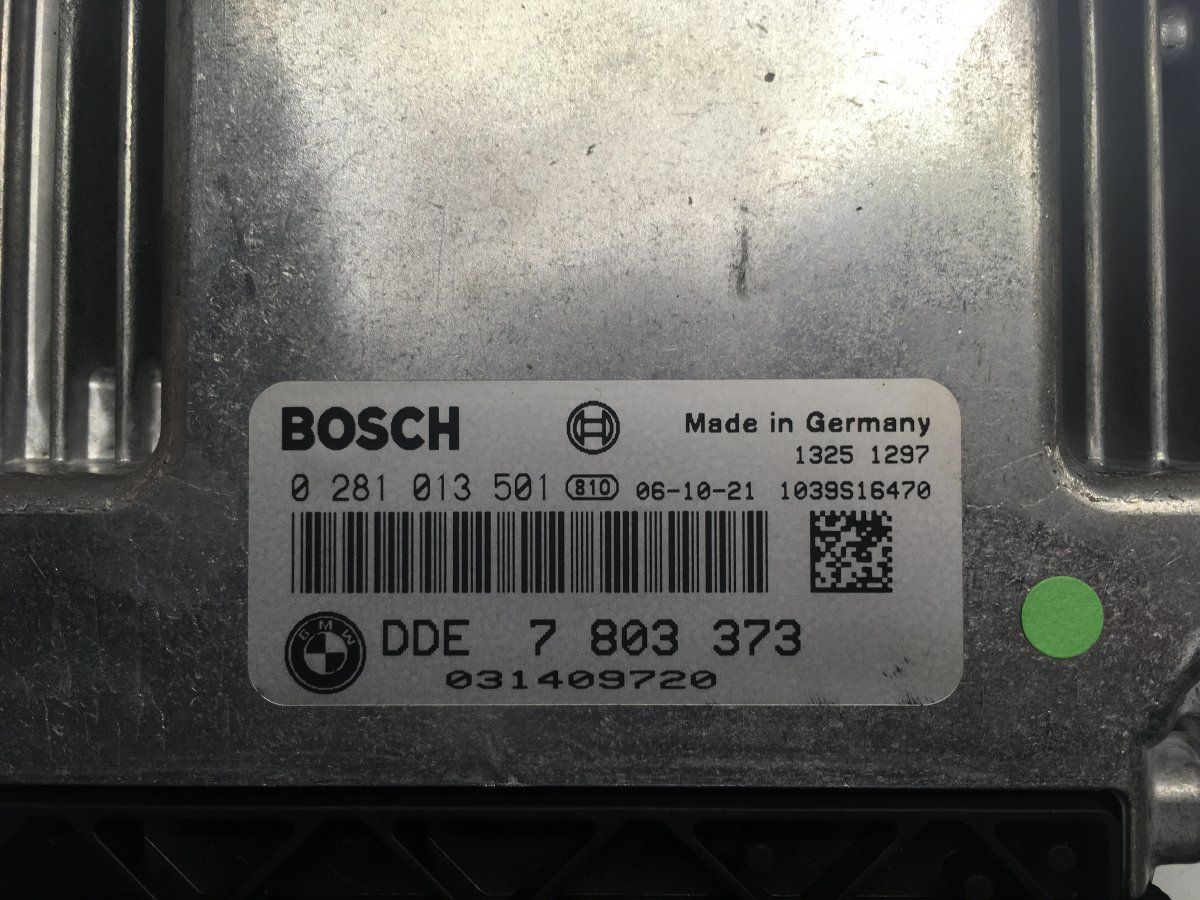 BOSCH
Made in Germany
1325 1297
0 281 013 501 810 06-10-21 1039S16470
BMW
DDE 7 803 373
031409720